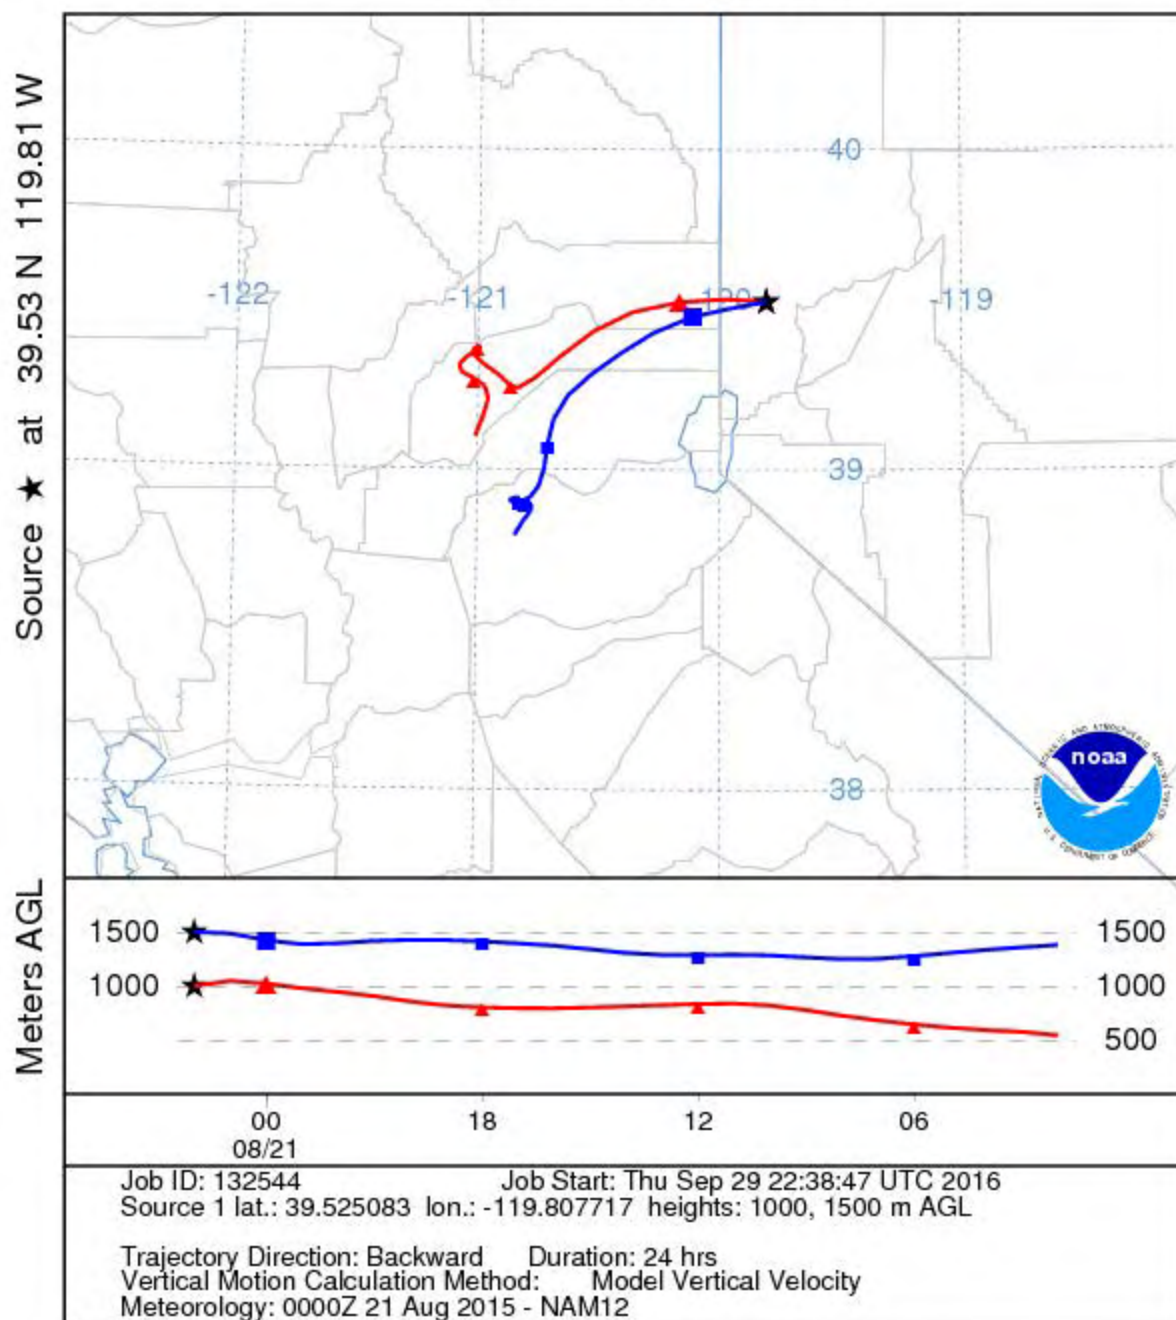 Source ★ at 39.53 N 119.81 W
40
-122
-121
120
-119
39
38
noaa
Meters AGL
1500
1500
1000
1000
500
00
18
12
06
08/21
Job ID: 132544 Job Start: Thu Sep 29 22:38:47 UTC 2016
Source 1 lat.: 39.525083 lon.: -119.807717 heights: 1000, 1500 m AGL
Trajectory Direction: Backward Duration: 24 hrs
Vertical Motion Calculation Method: Model Vertical Velocity
Meteorology: 0000Z 21 Aug 2015 - NAM12